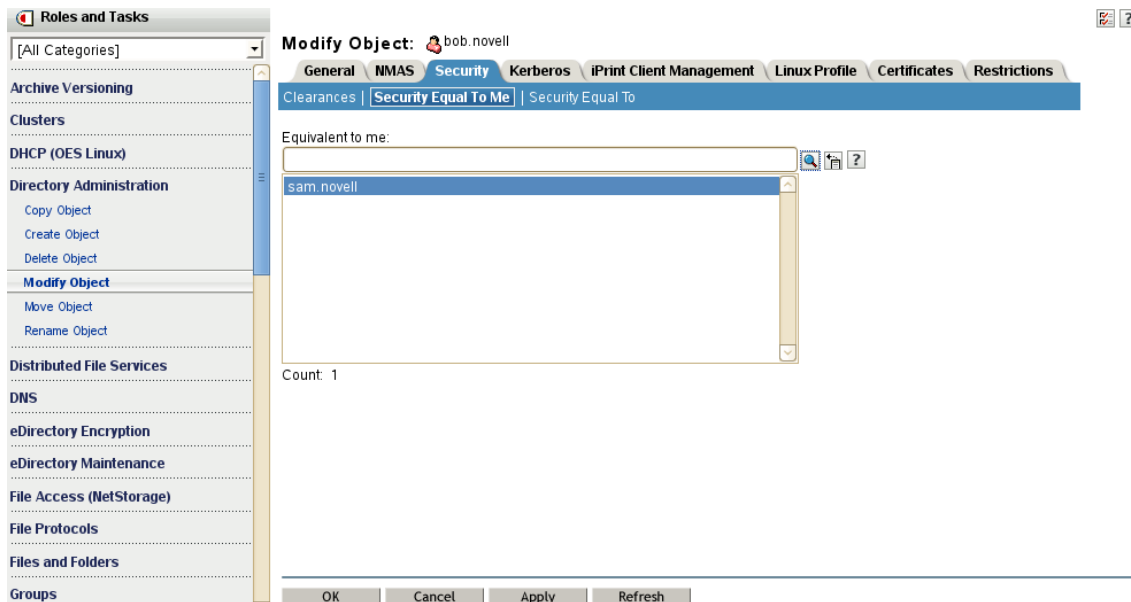 Roles and Tasks
[All Categories]
Archive Versioning
Clusters
DHCP (OES Linux)
Directory Administration
Copy Object
Create Object
Delete Object
Modify Object
Move Object
Rename Object
Distributed File Services
DNS
eDirectory Encryption
eDirectory Maintenance
File Access (NetStorage)
File Protocols
Files and Folders
Groups
?
Modify Object: bob.novell
General NMAS Security Kerberos iPrint Client Management Linux Profile Certificates Restrictions
Clearances | Security Equal To Me | Security Equal To
Equivalent to me:
?
sam.novell
Count: 1
OK Cancel Apply Refresh